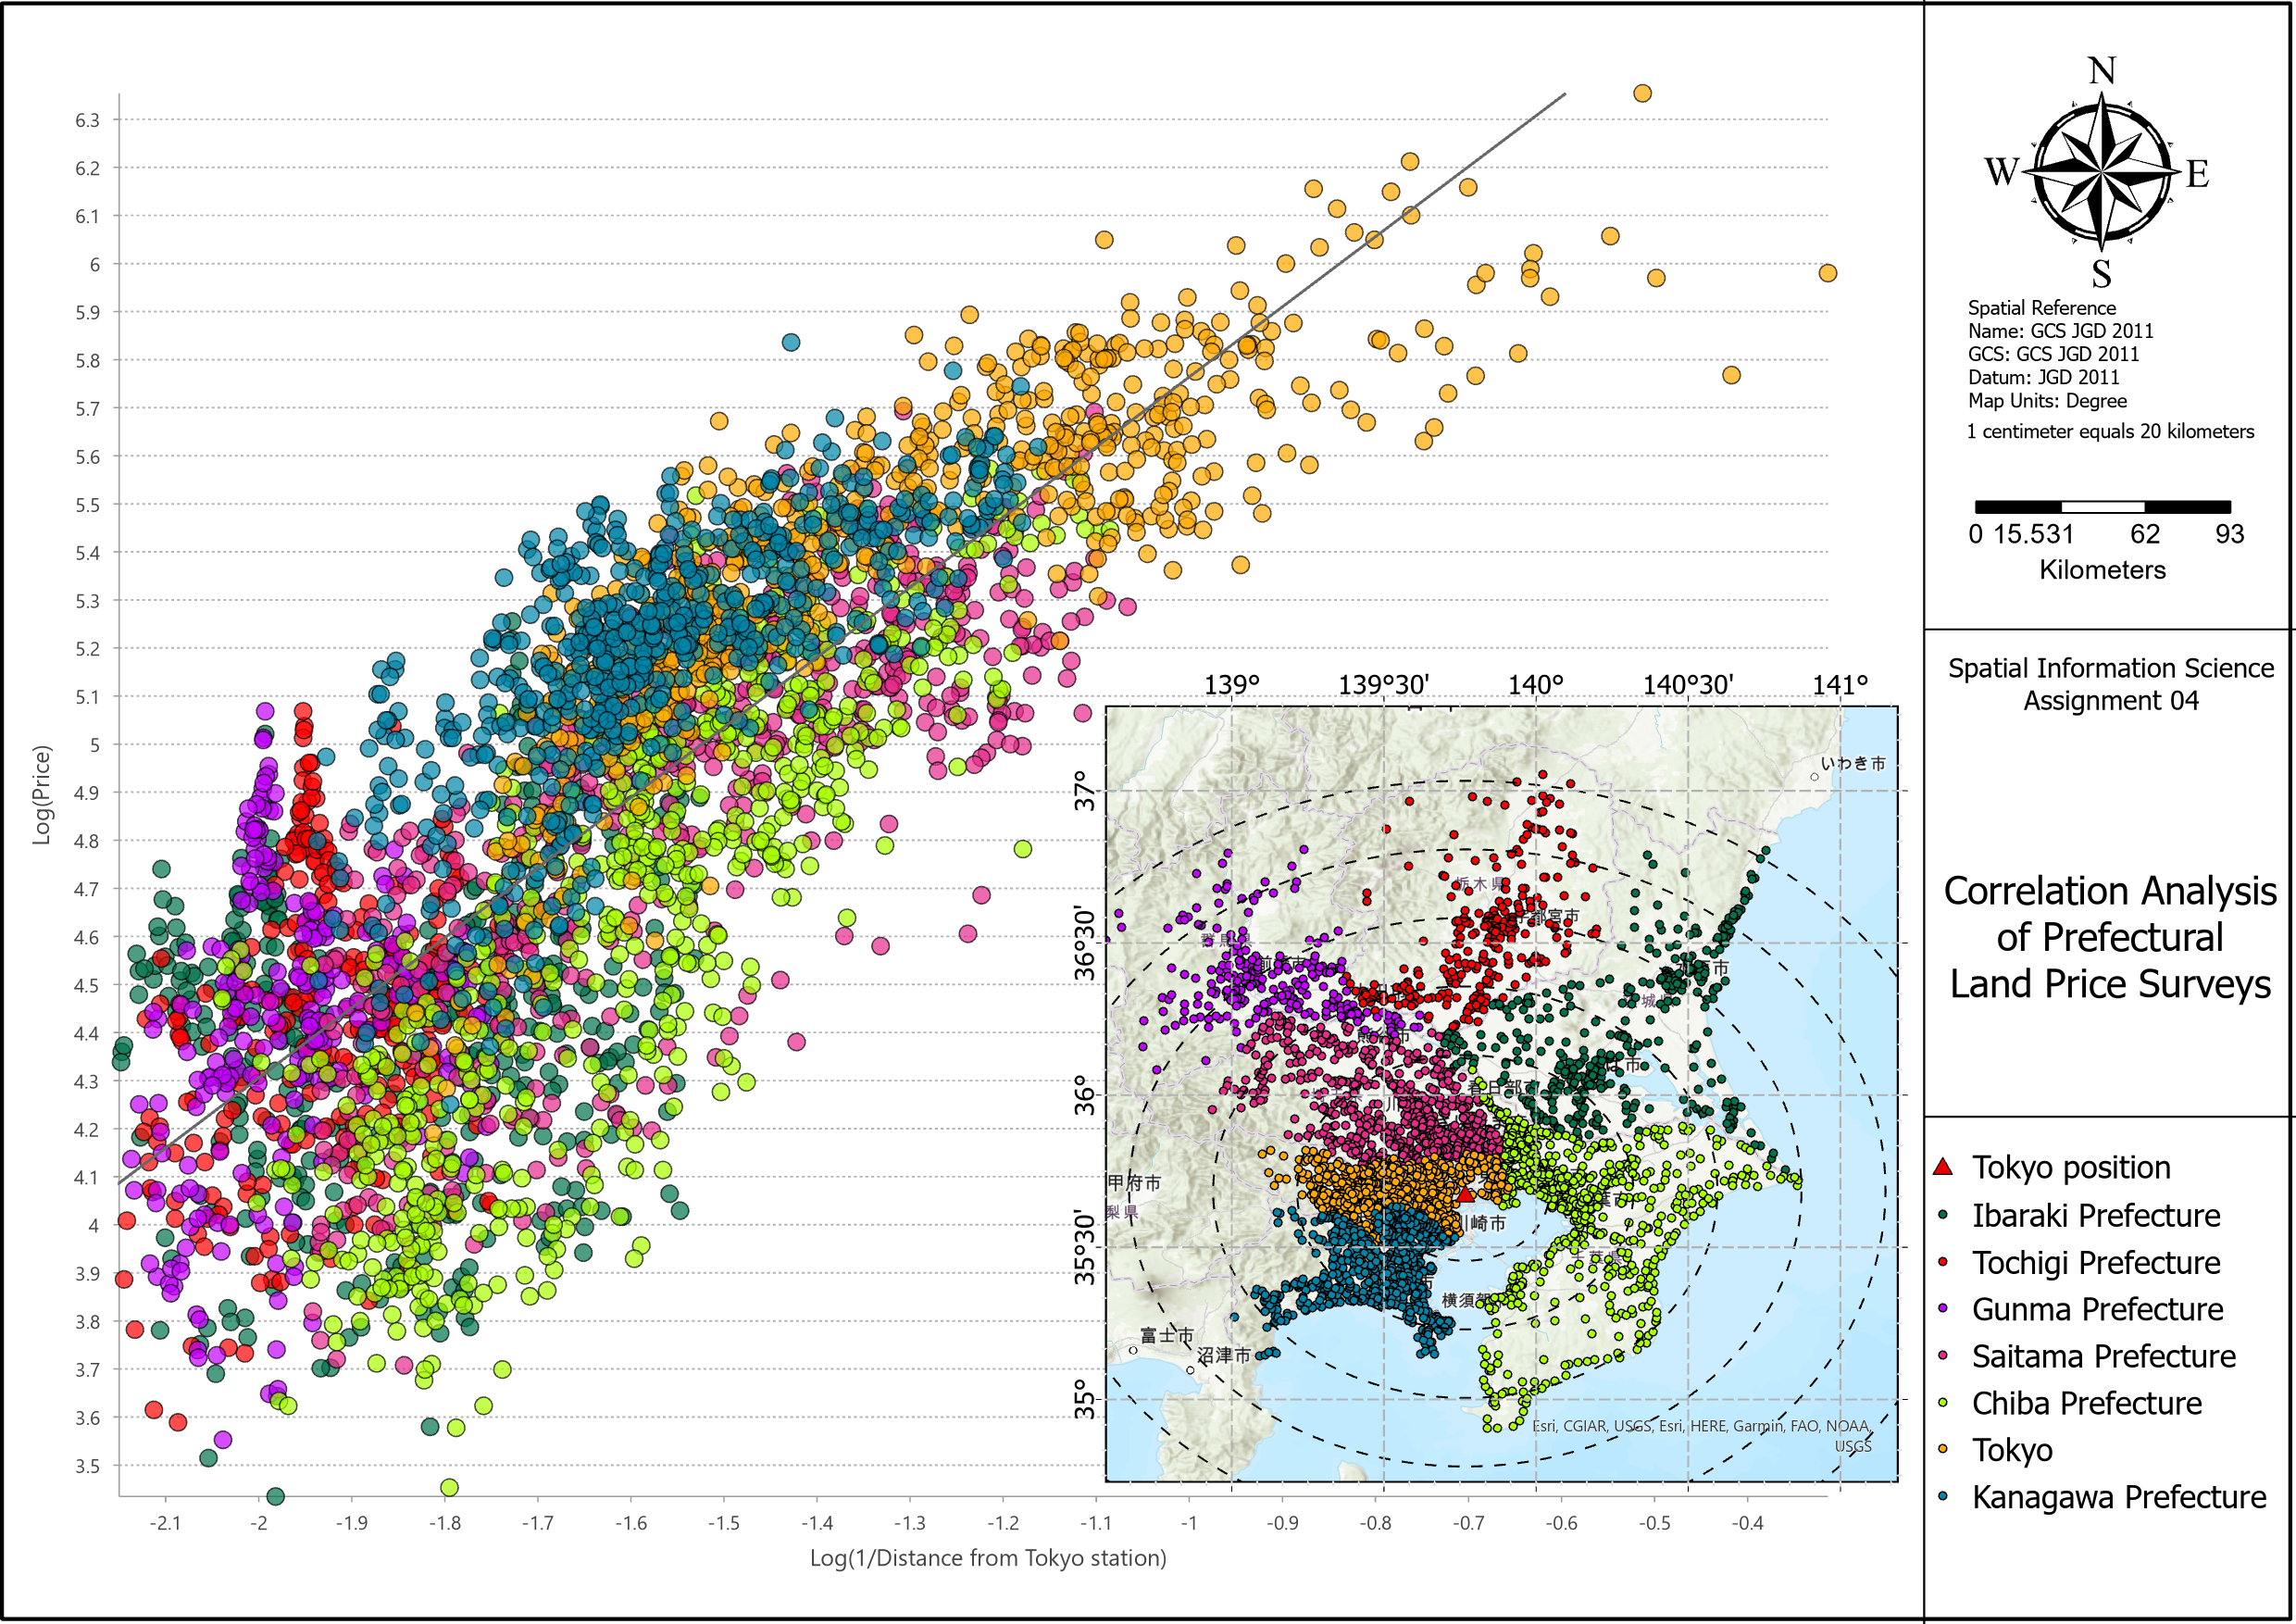 6.3
6.2
6.1
6
5.9
5.8
5.7
5.6
5.5
5.4
5.3
5.2
5.1
5
4.9
4.8
4.7
4.6
4.5
4.4
4.3
4.2
4.1
4
3.9
3.8
3.7
3.6
3.5
Log(Price)
-2.1 -2 -1.9 -1.8 -1.7 -1.6 -1.5 -1.4 -1.3 -1.2 -1.1 -1 -0.9 -0.8 -0.7 -0.6 -0.5 -0.4
Log(1/Distance from Tokyo station)
139° 139°30' 140° 140°30' 141°
37°
36°30'
36°
35°30'
35°
いわき市
栃木県
宇都宮市
春日部市
甲府市
梨県
川崎市
富士市
沼津市
横須
Esri, CGIAR, USGS, Esri, HERE, Garmin, FAO, NOAA,
USGS
N
W E
S
Spatial Reference
Name: GCS JGD 2011
GCS: GCS JGD 2011
Datum: JGD 2011
Map Units: Degree
1 centimeter equals 20 kilometers
0 15.531 62 93
Kilometers
Spatial Information Science
Assignment 04
Correlation Analysis
of Prefectural
Land Price Surveys
Tokyo position
Ibaraki Prefecture
Tochigi Prefecture
Gunma Prefecture
Saitama Prefecture
Chiba Prefecture
Tokyo
Kanagawa Prefecture